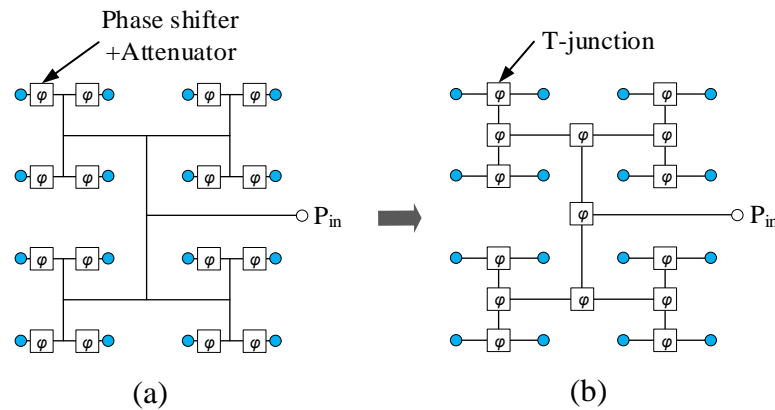 Phase shifter
+Attenuator
T-junction
φ φ φ φ φ φ
φ φ φ
φ φ φ φ φ φ
P_in φ P_in
φ φ φ φ φ φ
φ φ φ
φ φ φ φ φ φ
(a) (b)